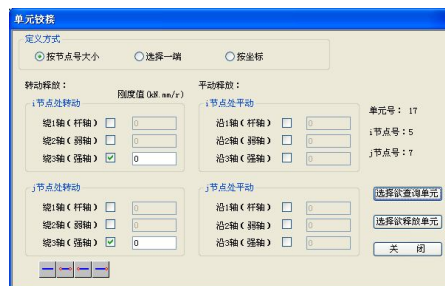 单元铰接
定义方式
按节点号大小 选择一端 按坐标
转动释放： 刚度值(kN.mm/r) 平动释放：
i节点处转动 i节点处平动
绕1轴(杆轴) 0 沿1轴(杆轴) 0
绕2轴(弱轴) 0 沿2轴(弱轴) 0
绕3轴(强轴) 0 沿3轴(强轴) 0
j节点处转动 j节点处平动
绕1轴(杆轴) 0 沿1轴(杆轴) 0
绕2轴(弱轴) 0 沿2轴(弱轴) 0
绕3轴(强轴) 0 沿3轴(强轴) 0
单元号： 17
i节点号：5
j节点号：7
选择欲查询单元
选择欲释放单元
关 闭